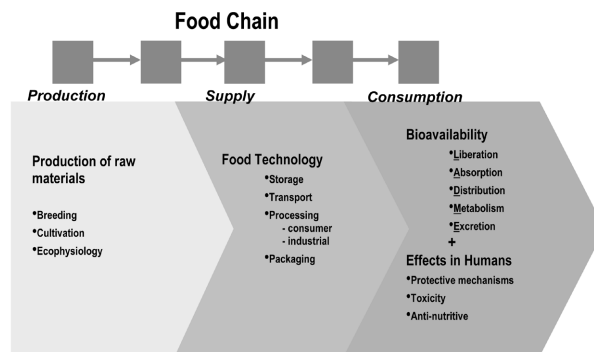 Food Chain
Production
Supply
Consumption
Production of raw
materials
•Breeding
•Cultivation
•Ecophysiology
Food Technology
•Storage
•Transport
•Processing
- consumer
- industrial
•Packaging
Bioavailability
•Liberation
•Absorption
•Distribution
•Metabolism
•Excretion
+
Effects in Humans
•Protective mechanisms
•Toxicity
•Anti-nutritive